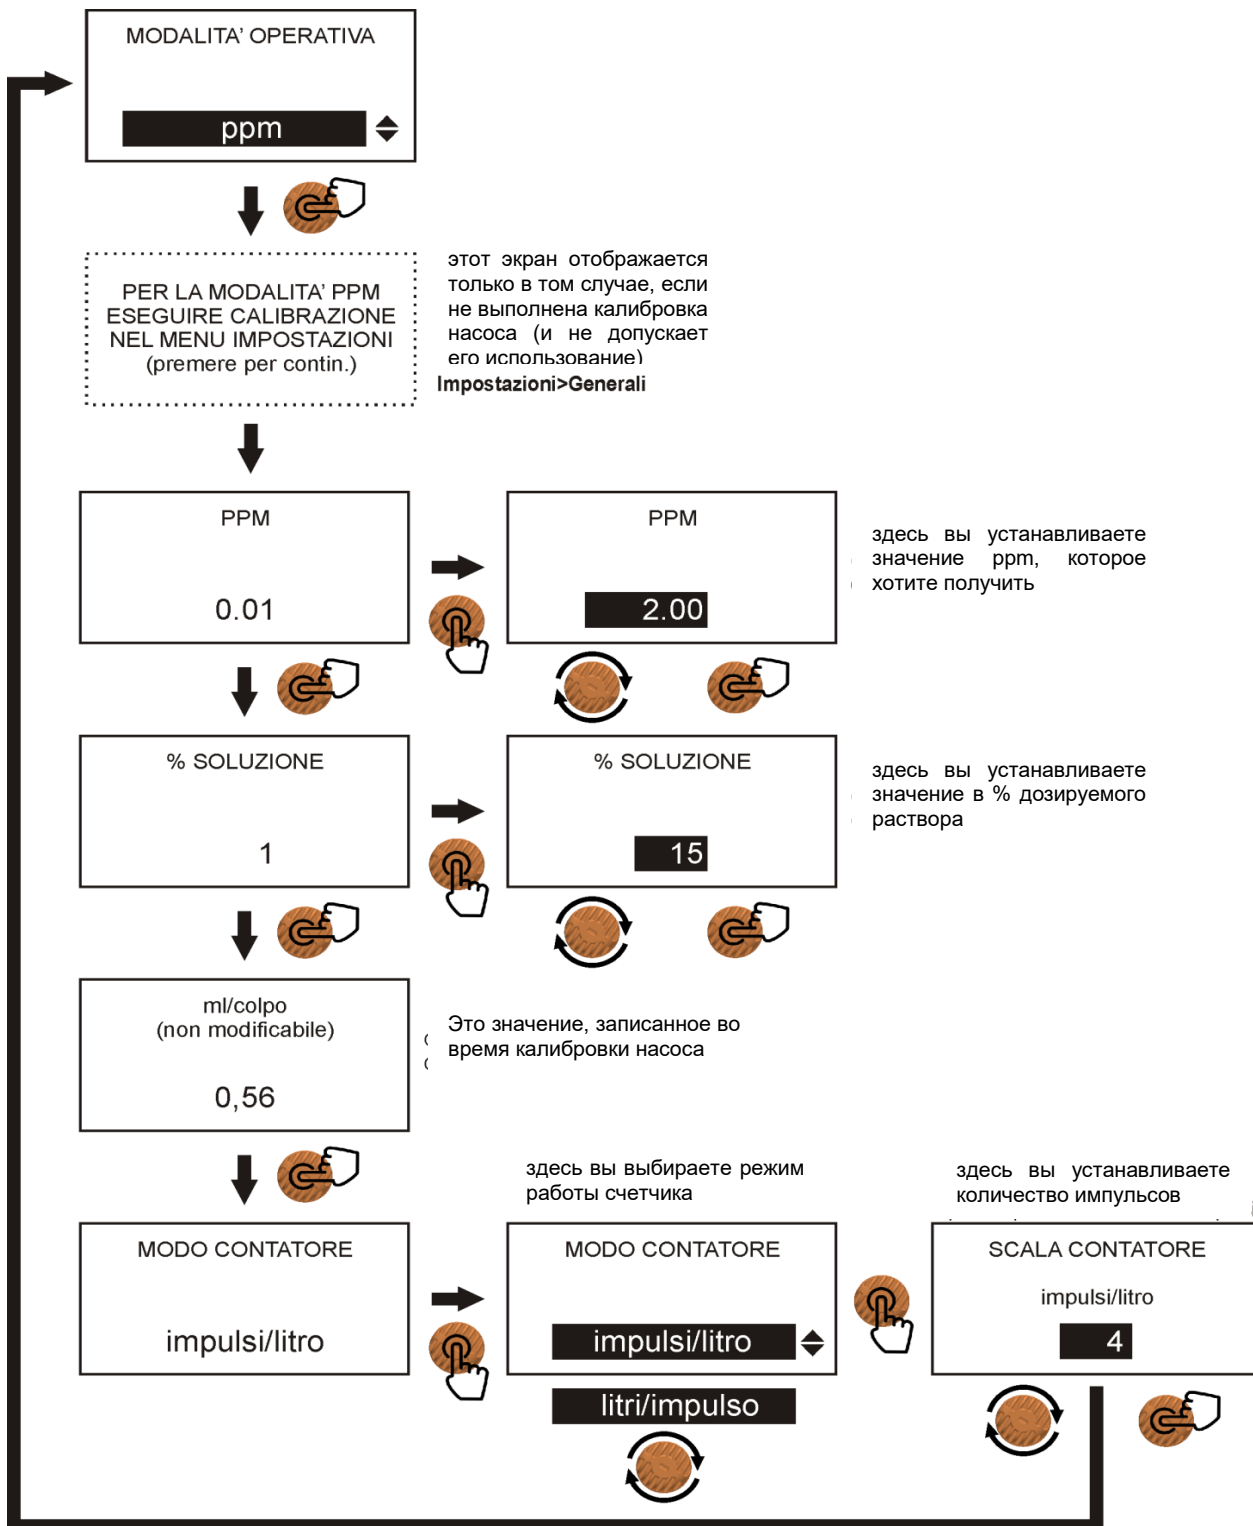 MODALITA' OPERATIVA
ppm
PER LA MODALITA' PPM
ESEGUIRE CALIBRAZIONE
NEL MENU IMPOSTAZIONI
(premere per contin.)
этот экран отображается
только в том случае, если
не выполнена калибровка
насоса (и не допускает
его использование)
Impostazioni>Generali
PPM
0.01
PPM
2.00
здесь вы устанавливаете
значение ppm, которое
хотите получить
% SOLUZIONE
1
% SOLUZIONE
15
здесь вы устанавливаете
значение в % дозируемого
раствора
ml/colpo
(non modificabile)
0,56
Это значение, записанное во
время калибровки насоса
здесь вы выбираете режим
работы счетчика
здесь вы устанавливаете
количество импульсов
MODO CONTATORE
impulsi/litro
MODO CONTATORE
impulsi/litro
litri/impulso
SCALA CONTATORE
impulsi/litro
4